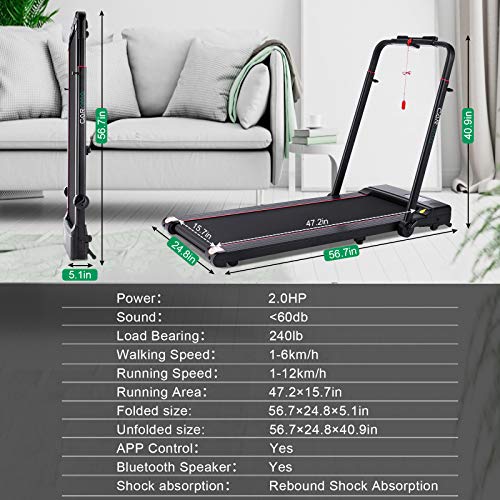 56.7in
5.1in
40.9in
15.7in
47.2in
24.8in
56.7in
Power: 2.0HP
Sound: <60db
Load Bearing: 240lb
Walking Speed: 1-6km/h
Running Speed: 1-12km/h
Running Area: 47.2×15.7in
Folded size: 56.7×24.8×5.1in
Unfolded size: 56.7×24.8×40.9in
APP Control: Yes
Bluetooth Speaker: Yes
Shock absorption: Rebound Shock Absorption